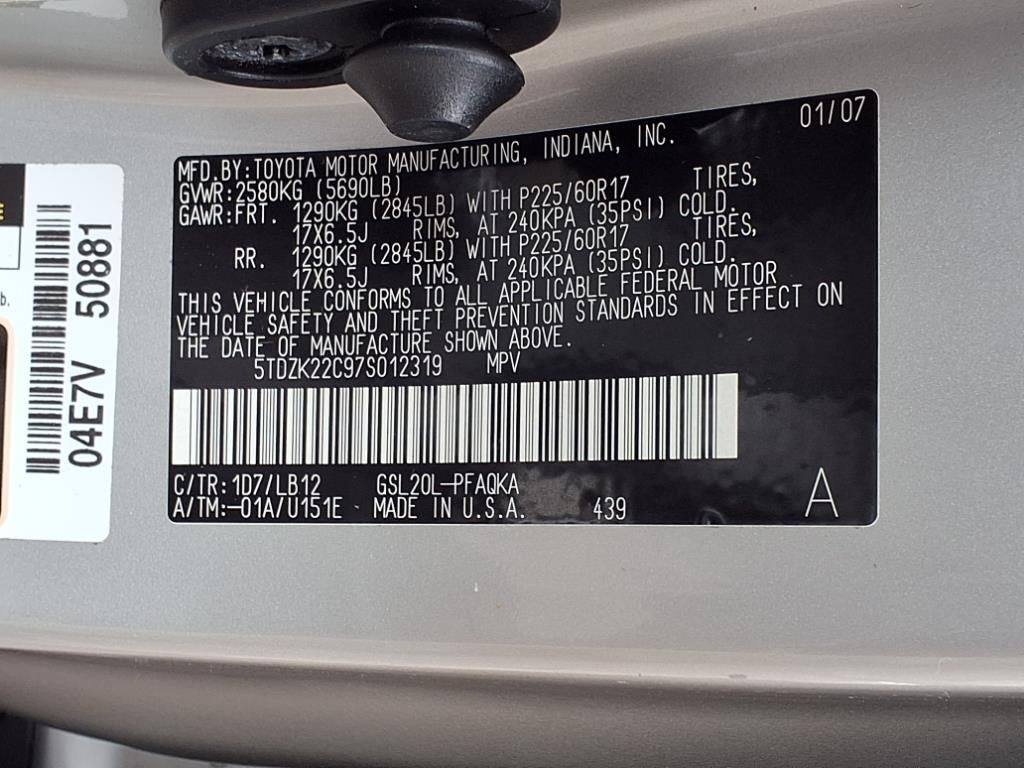 01/07
MFD.BY:TOYOTA MOTOR MANUFACTURING, INDIANA, INC.
GVWR:2580KG (5690LB)
GAWR:FRT. 1290KG (2845LB) WITH P225/60R17 TIRES,
17X6.5J RIMS, AT 240KPA (35PSI) COLD.
RR. 1290KG (2845LB) WITH P225/60R17 TIRES,
17X6.5J RIMS, AT 240KPA (35PSI) COLD.
THIS VEHICLE CONFORMS TO ALL APPLICABLE FEDERAL MOTOR
VEHICLE SAFETY AND THEFT PREVENTION STANDARDS IN EFFECT ON
THE DATE OF MANUFACTURE SHOWN ABOVE.
5TDZK22C97S012319 MPV
C/TR:1D7/LB12 GSL20L-PFAQKA
A/TM:-01A/U151E MADE IN U.S.A. 439
A
04E7V 50881
b.